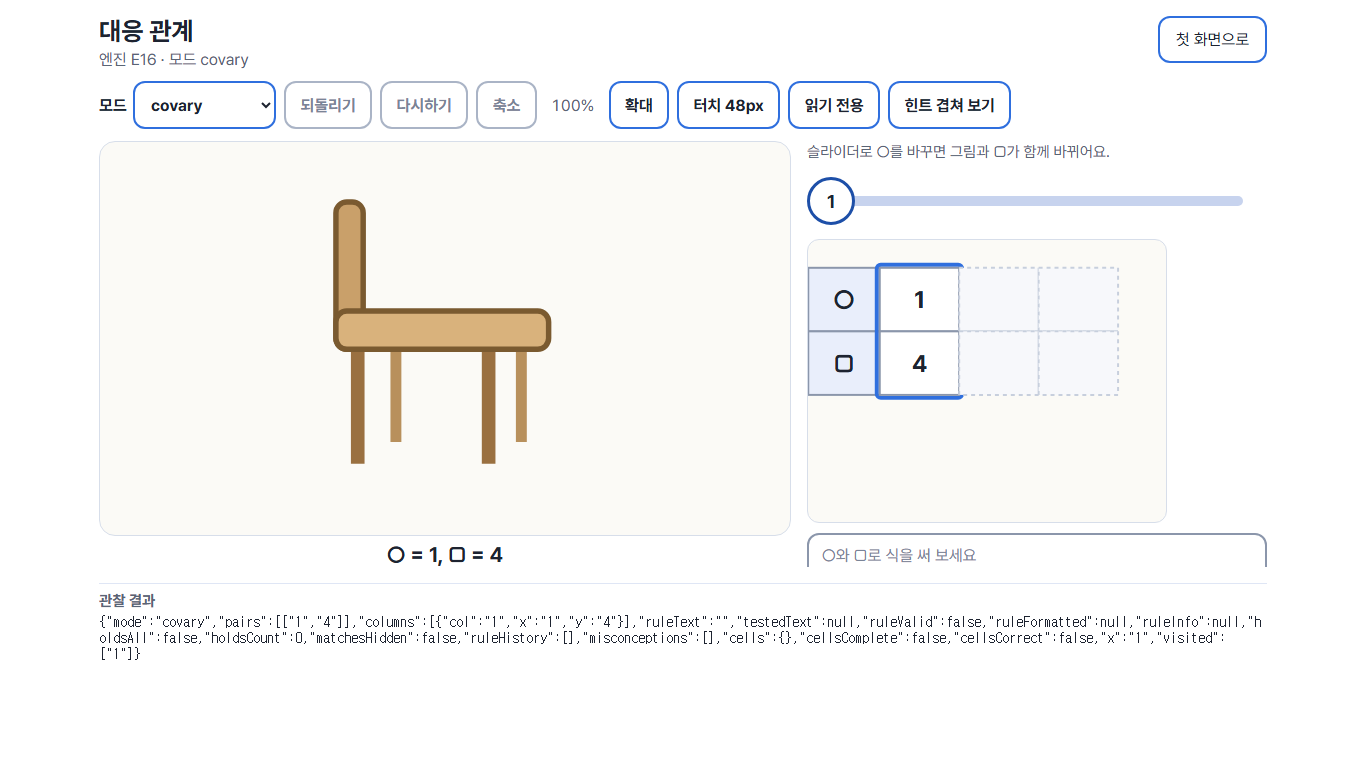 대응 관계
엔진 E16 · 모드 covary
첫 화면으로
모드 covary 되돌리기 다시하기 축소 100% 확대 터치 48px 읽기 전용 힌트 겹쳐 보기
슬라이더로 ○를 바꾸면 그림과 □가 함께 바뀌어요.
1
○ 1
□ 4
○ = 1, □ = 4
○와 □로 식을 써 보세요
관찰 결과
{"mode":"covary","pairs":[["1","4"]],"columns":[{"col":"1","x":"1","y":"4"}],"ruleText":"","testedText":null,"ruleValid":false,"ruleFormatted":null,"ruleInfo":null,"h
oldsAll":false,"holdsCount":0,"matchesHidden":false,"ruleHistory":[],"misconceptions":[],"cells":{},"cellsComplete":false,"cellsCorrect":false,"x":"1","visited":
["1"]}